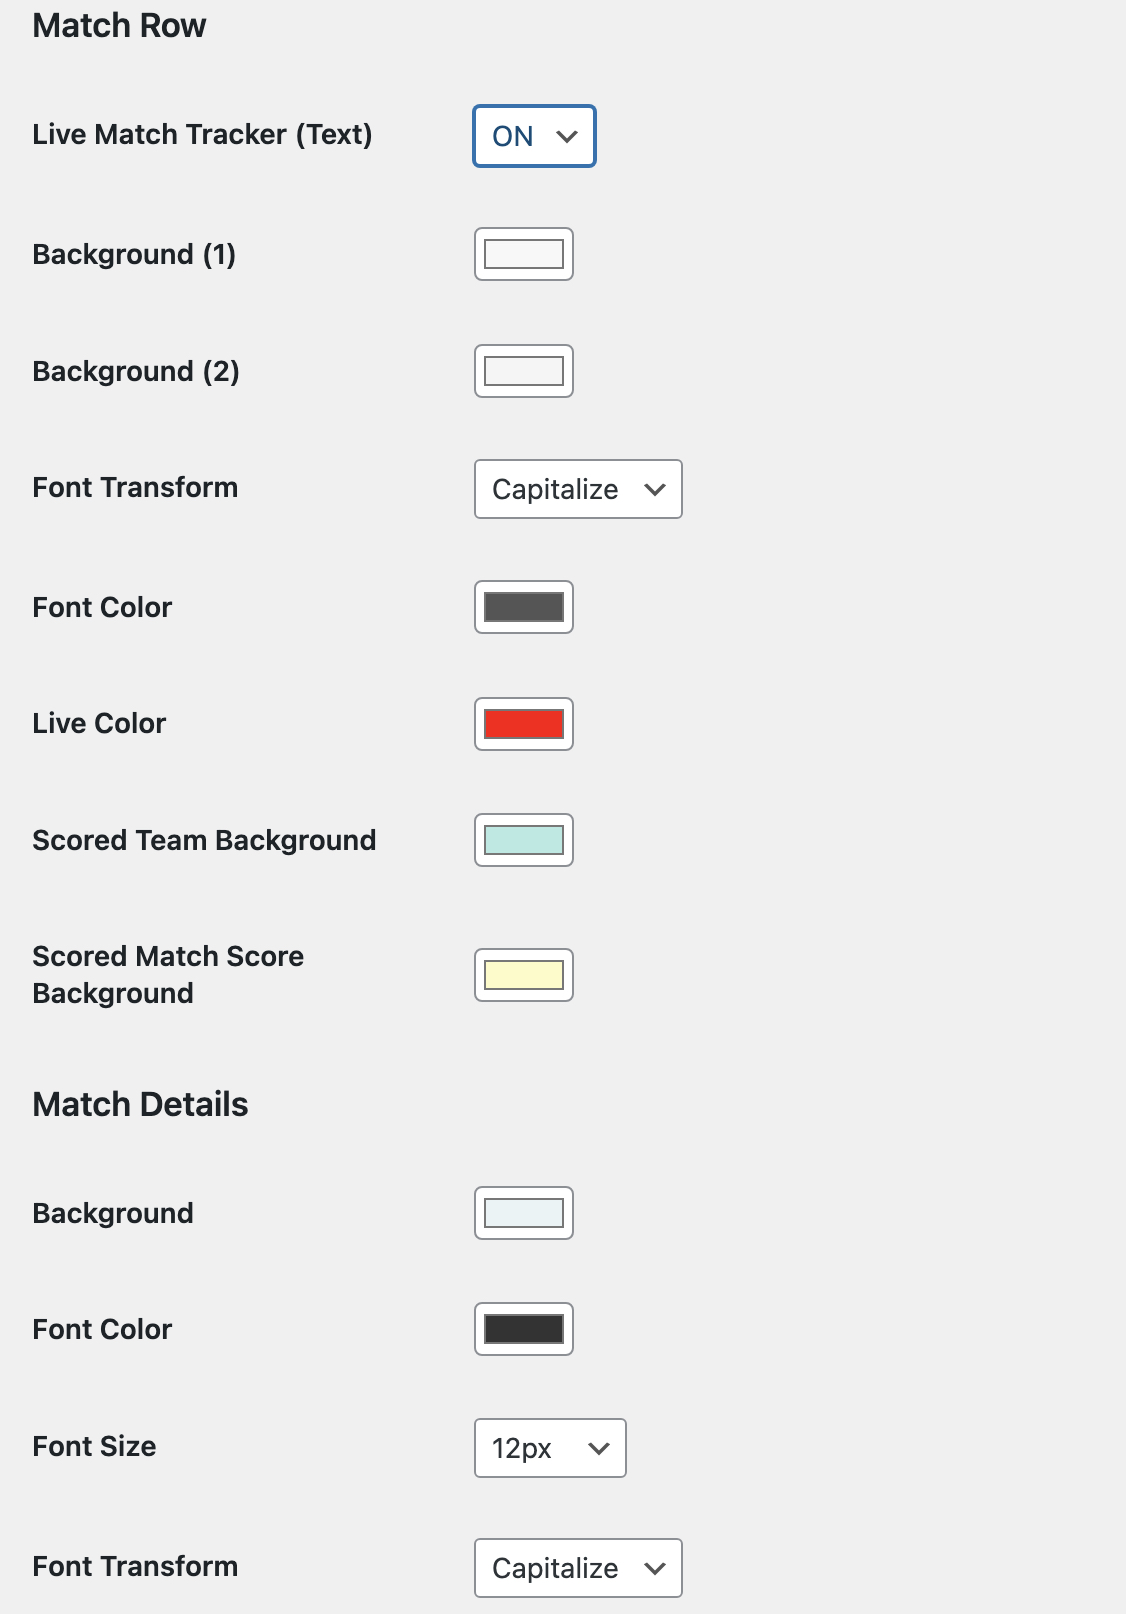 Match Row
Live Match Tracker (Text)
ON
Background (1)
Background (2)
Font Transform
Capitalize
Font Color
Live Color
Scored Team Background
Scored Match Score
Background
Match Details
Background
Font Color
Font Size
12px
Font Transform
Capitalize